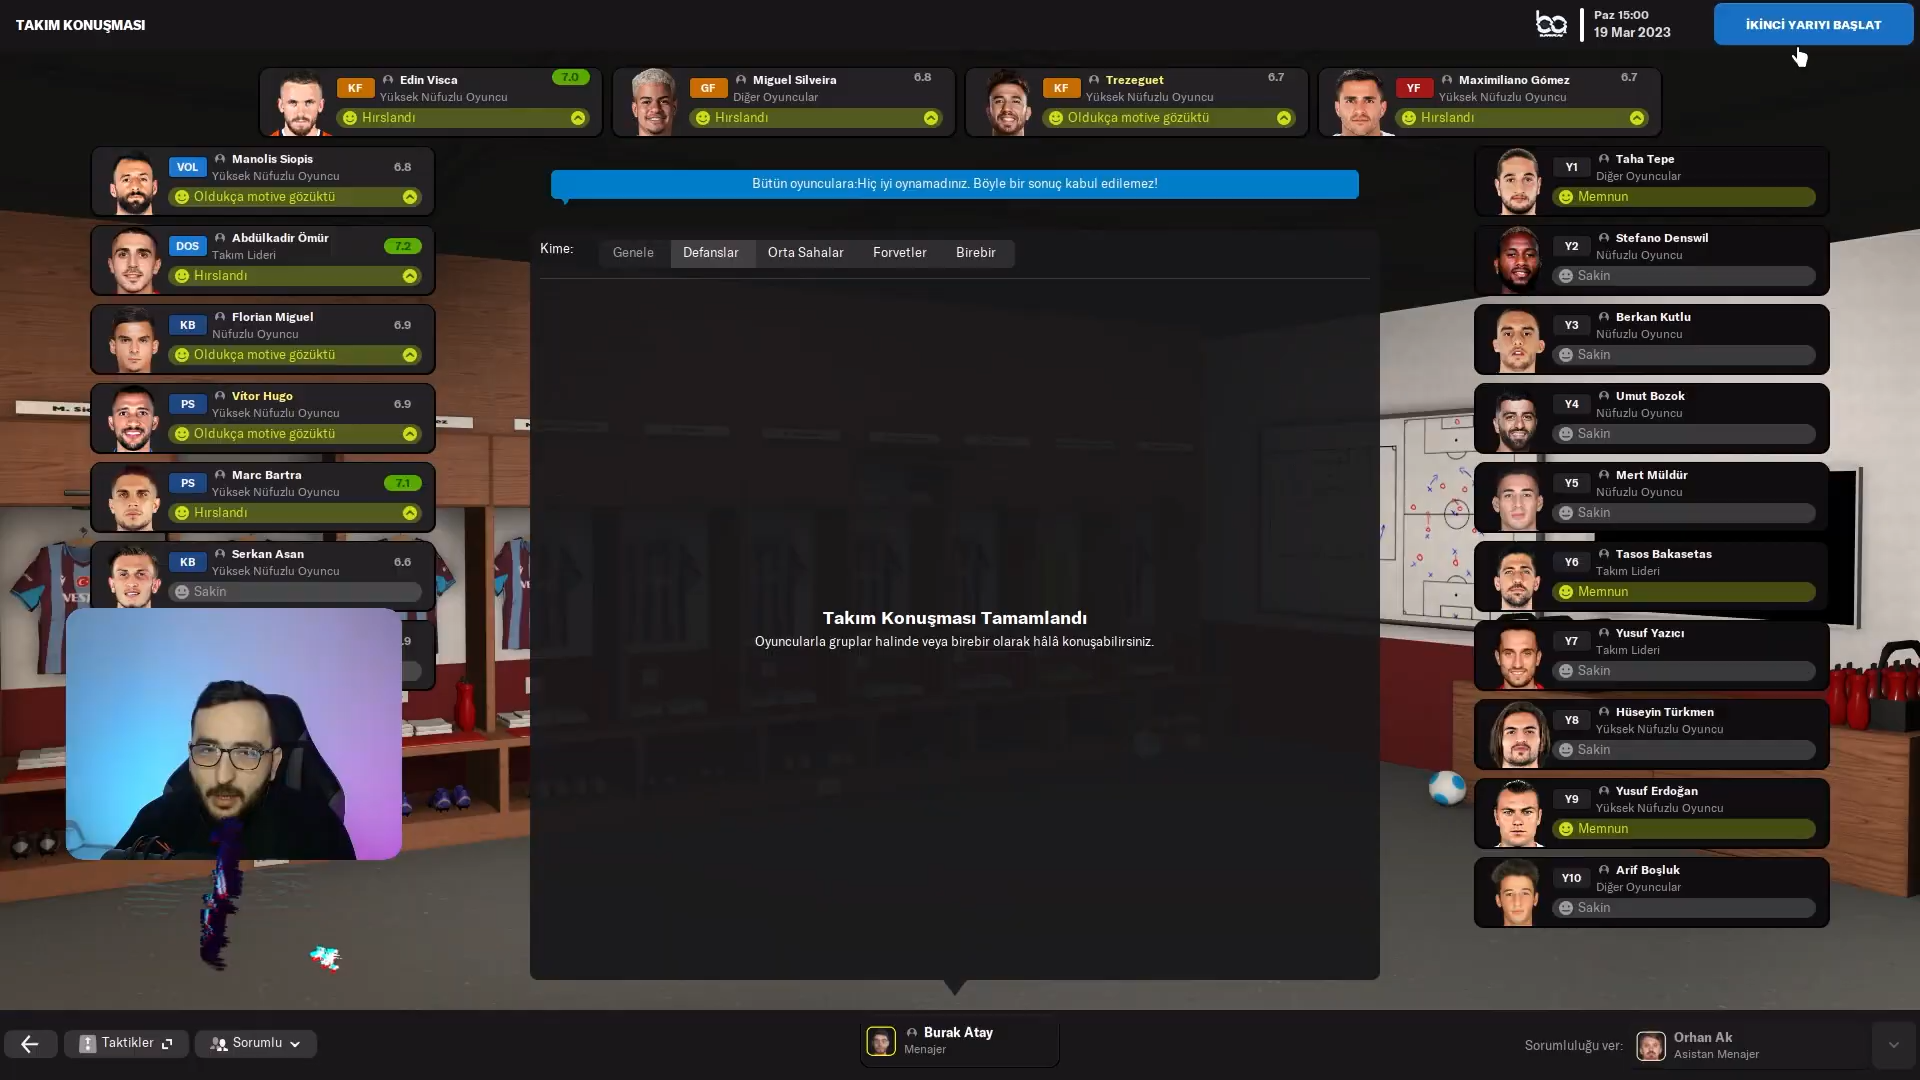 TAKIM KONUŞMASI
Paz 15:00
19 Mar 2023
İKİNCİ YARIYI BAŞLAT
KF Edin Visca 7.0
Yüksek Nüfuzlu Oyuncu
Hırslandı
GF Miguel Silveira 6.8
Diğer Oyuncular
Hırslandı
KF Trezeguet 6.7
Yüksek Nüfuzlu Oyuncu
Oldukça motive gözüktü
YF Maximiliano Gómez 6.7
Yüksek Nüfuzlu Oyuncu
Hırslandı
VOL Manolis Siopis 6.8
Yüksek Nüfuzlu Oyuncu
Oldukça motive gözüktü
DOS Abdülkadir Ömür 7.2
Takım Lideri
Hırslandı
KB Florian Miguel 6.9
Nüfuzlu Oyuncu
Oldukça motive gözüktü
PS Vítor Hugo 6.9
Yüksek Nüfuzlu Oyuncu
Oldukça motive gözüktü
PS Marc Bartra 7.1
Yüksek Nüfuzlu Oyuncu
Hırslandı
KB Serkan Asan 6.6
Yüksek Nüfuzlu Oyuncu
Sakin
.9
Bütün oyunculara:Hiç iyi oynamadınız. Böyle bir sonuç kabul edilemez!
Kime: Genele Defanslar Orta Sahalar Forvetler Birebir
Takım Konuşması Tamamlandı
Oyuncularla gruplar halinde veya birebir olarak hâlâ konuşabilirsiniz.
Y1 Taha Tepe
Diğer Oyuncular
Memnun
Y2 Stefano Denswil
Nüfuzlu Oyuncu
Sakin
Y3 Berkan Kutlu
Nüfuzlu Oyuncu
Sakin
Y4 Umut Bozok
Nüfuzlu Oyuncu
Sakin
Y5 Mert Müldür
Nüfuzlu Oyuncu
Sakin
Y6 Tasos Bakasetas
Takım Lideri
Memnun
Y7 Yusuf Yazıcı
Takım Lideri
Sakin
Y8 Hüseyin Türkmen
Yüksek Nüfuzlu Oyuncu
Sakin
Y9 Yusuf Erdoğan
Yüksek Nüfuzlu Oyuncu
Memnun
Y10 Arif Boşluk
Diğer Oyuncular
Sakin
Taktikler
Sorumlu
Burak Atay
Menajer
Sorumluluğu ver:
Orhan Ak
Asistan Menajer